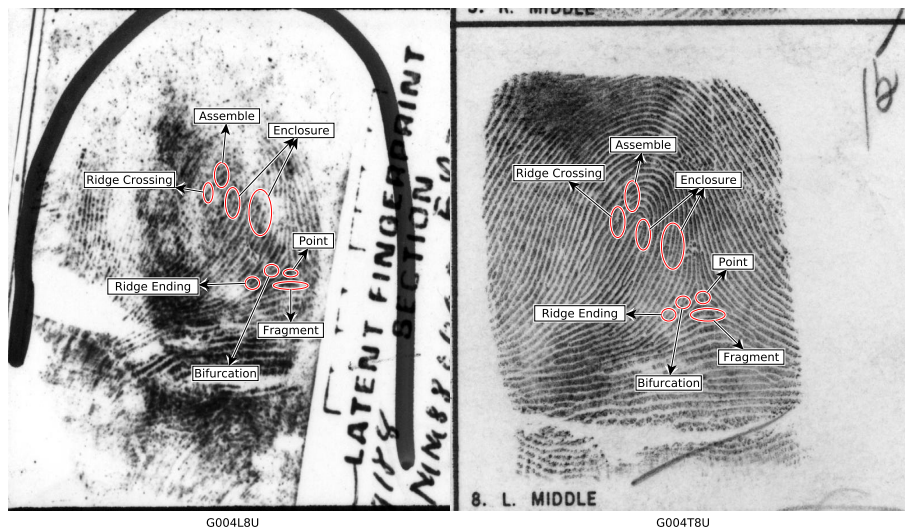 3. R. MIDDLE
Assemble
Enclosure
Ridge Crossing
Point
Ridge Ending
Fragment
Bifurcation
LATENT FINGERPRINT
SECTION
Assemble
Ridge Crossing
Enclosure
Point
Ridge Ending
Fragment
Bifurcation
8. L. MIDDLE
G004L8U
G004T8U